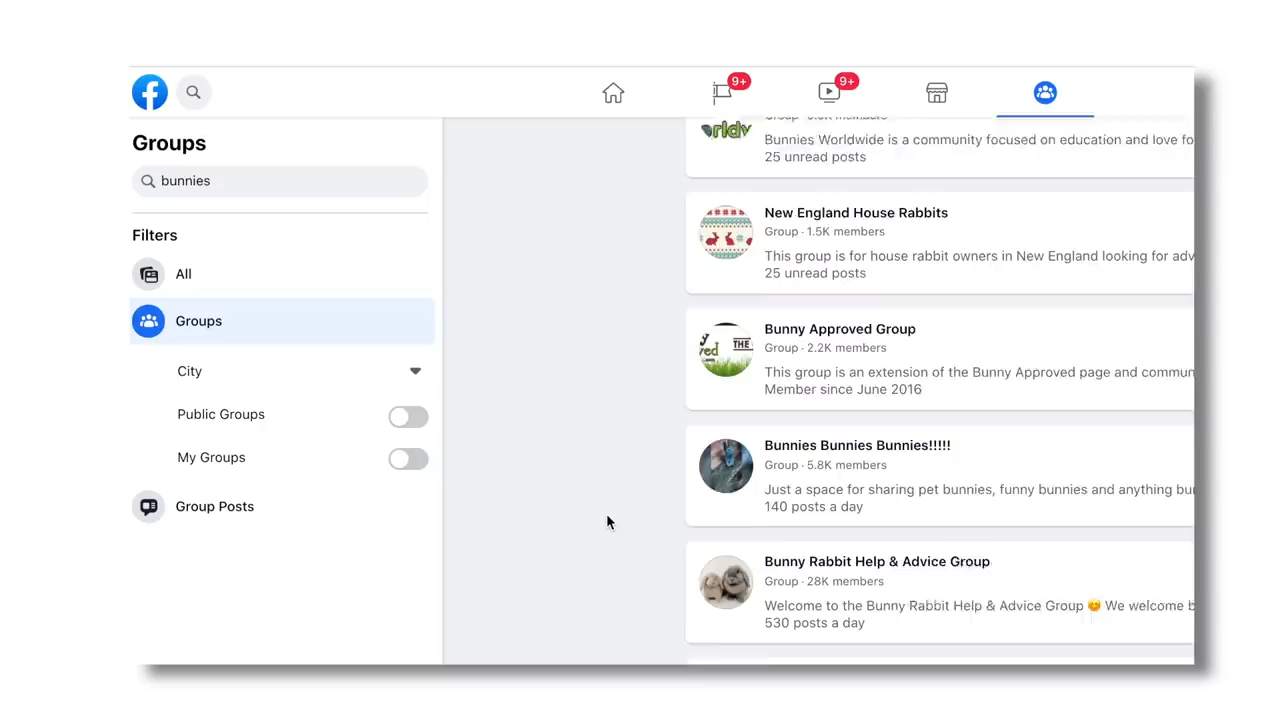 9+
9+
Groups
bunnies
Filters
All
Groups
City
Public Groups
My Groups
Group Posts
Bunnies Worldwide is a community focused on education and love fo
25 unread posts
New England House Rabbits
Group · 1.5K members
This group is for house rabbit owners in New England looking for adv
25 unread posts
Bunny Approved Group
Group · 2.2K members
This group is an extension of the Bunny Approved page and commun
Member since June 2016
Bunnies Bunnies Bunnies!!!!!
Group · 5.8K members
Just a space for sharing pet bunnies, funny bunnies and anything bu
140 posts a day
Bunny Rabbit Help & Advice Group
Group · 28K members
Welcome to the Bunny Rabbit Help & Advice Group 😊 We welcome b
530 posts a day